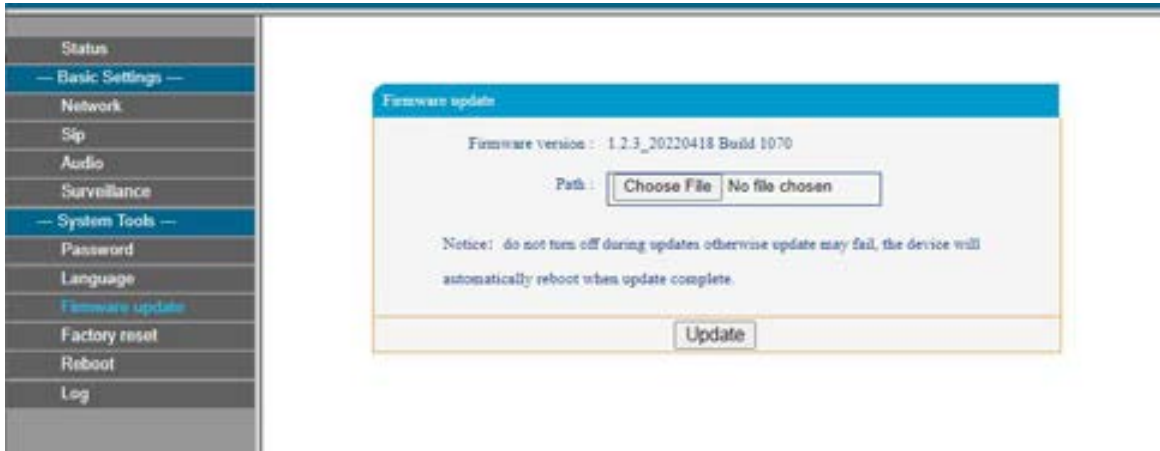 Status
— Basic Settings —
Network
Sip
Audio
Surveillance
— System Tools —
Password
Language
Firmware update
Factory reset
Reboot
Log
Firmware update
Firmware version : 1.2.3_20220418 Build 1070
Path : Choose File No file chosen
Notice: do not turn off during updates otherwise update may fail, the device will
automatically reboot when update complete.
Update